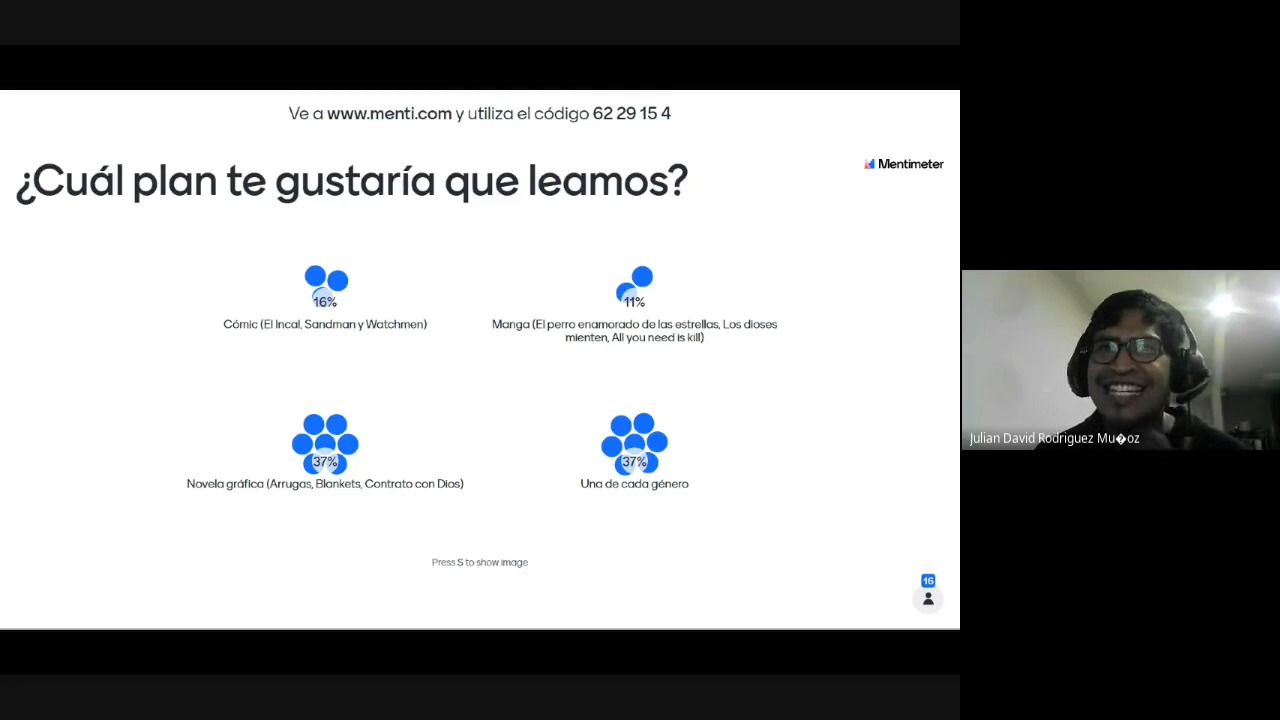 Ve a www.menti.com y utiliza el código 62 29 15 4
Mentimeter
¿Cuál plan te gustaría que leamos?
16%
Cómic (El Incal, Sandman y Watchmen)
11%
Manga (El perro enamorado de las estrellas, Los dioses
mienten, All you need is kill)
37%
Novela gráfica (Arrugas, Blankets, Contrato con Dios)
37%
Una de cada género
Press S to show image
16
Julian David Rodriguez Mu�oz